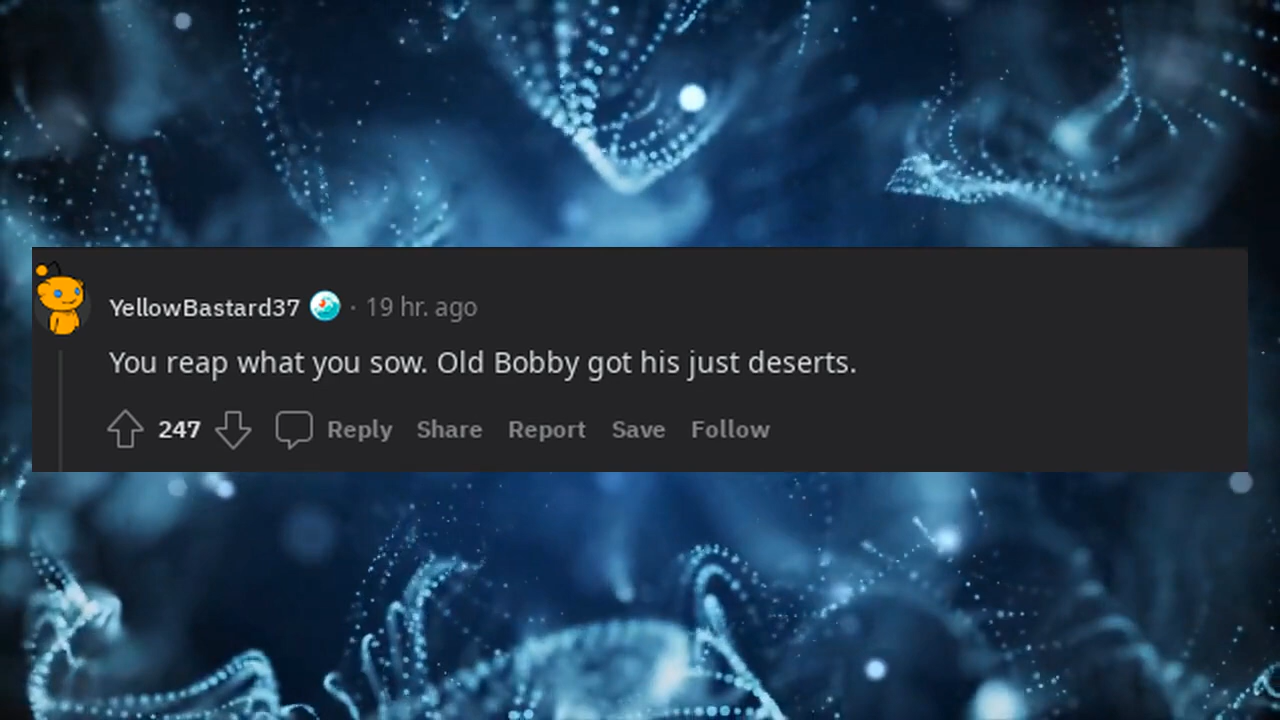 YellowBastard37 · 19 hr. ago
You reap what you sow. Old Bobby got his just deserts.
247 Reply Share Report Save Follow